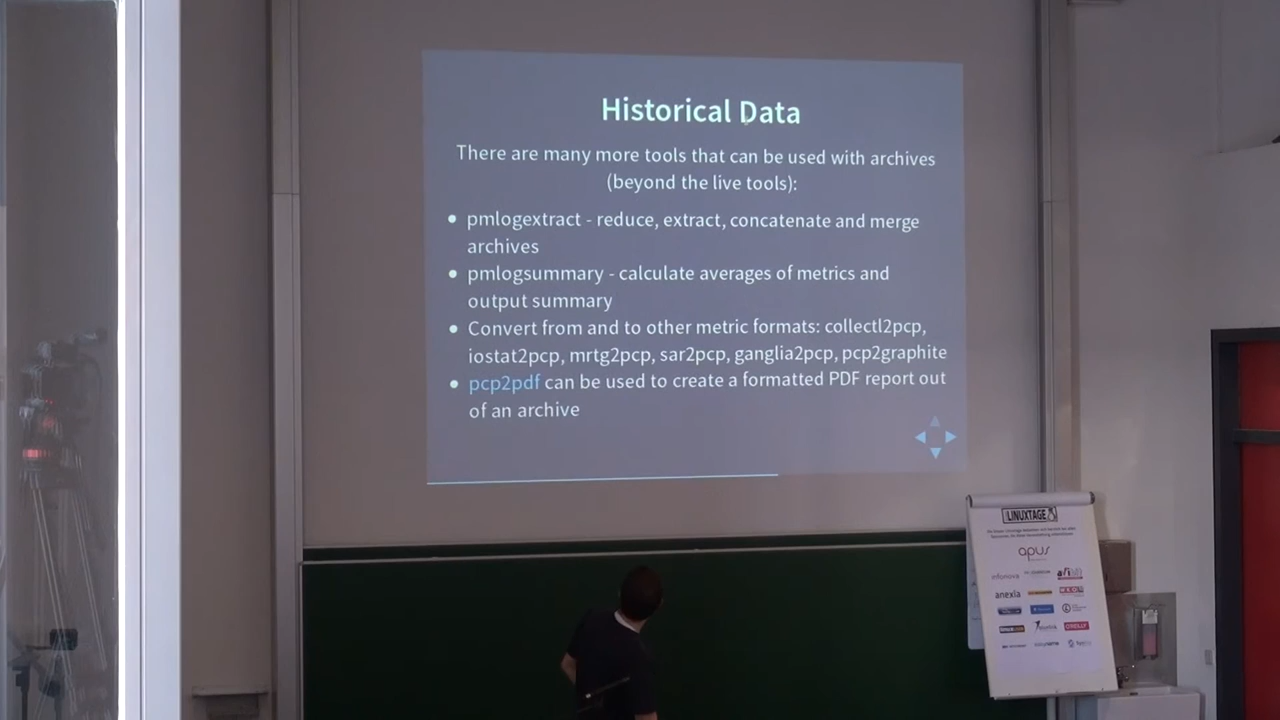 Historical Data
There are many more tools that can be used with archives
(beyond the live tools):
• pmlogextract - reduce, extract, concatenate and merge
archives
• pmlogsummary - calculate averages of metrics and
output summary
• Convert from and to other metric formats: collectl2pcp,
iostat2pcp, mrtg2pcp, sar2pcp, ganglia2pcp, pcp2graphite
• pcp2pdf can be used to create a formatted PDF report out
of an archive
LINUXTAGE
apus
infonova
anexia
O'REILLY